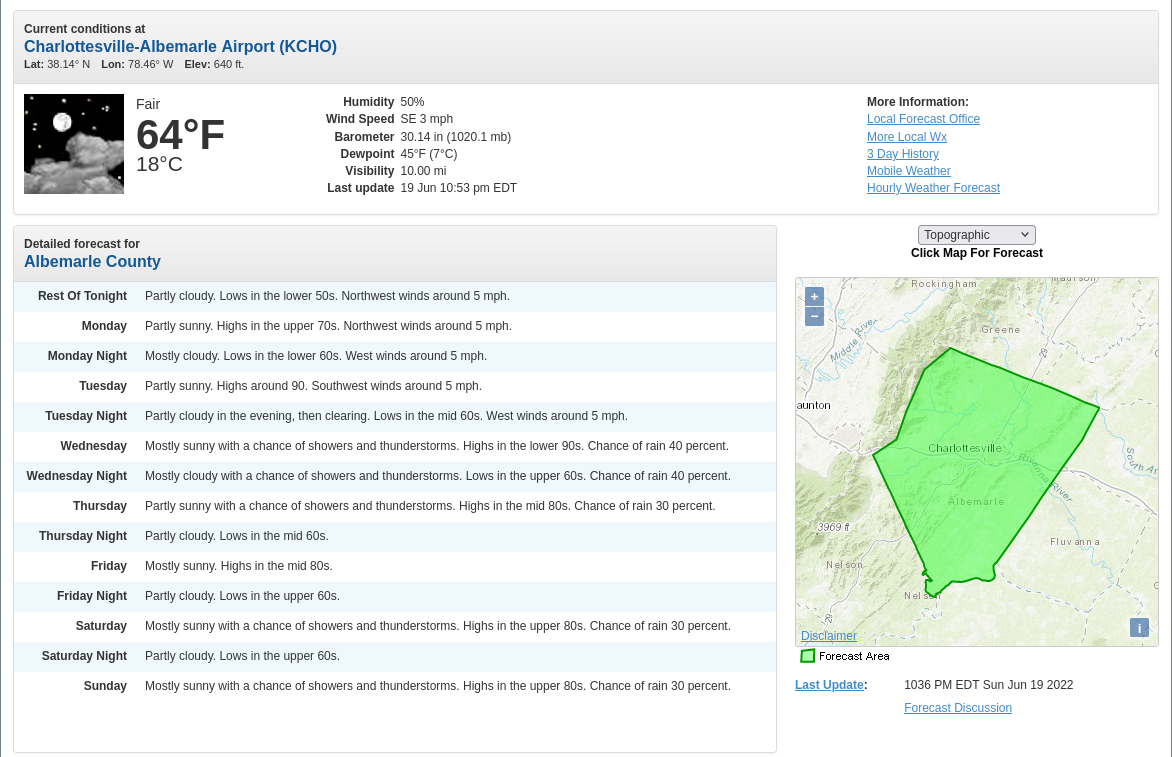 Current conditions at
Charlottesville-Albemarle Airport (KCHO)
Lat: 38.14° N Lon: 78.46° W Elev: 640 ft.
Fair
64°F
18°C
Humidity 50%
Wind Speed SE 3 mph
Barometer 30.14 in (1020.1 mb)
Dewpoint 45°F (7°C)
Visibility 10.00 mi
Last update 19 Jun 10:53 pm EDT
More Information:
Local Forecast Office
More Local Wx
3 Day History
Mobile Weather
Hourly Weather Forecast
Detailed forecast for
Albemarle County
Rest Of Tonight Partly cloudy. Lows in the lower 50s. Northwest winds around 5 mph.
Monday Partly sunny. Highs in the upper 70s. Northwest winds around 5 mph.
Monday Night Mostly cloudy. Lows in the lower 60s. West winds around 5 mph.
Tuesday Partly sunny. Highs around 90. Southwest winds around 5 mph.
Tuesday Night Partly cloudy in the evening, then clearing. Lows in the mid 60s. West winds around 5 mph.
Wednesday Mostly sunny with a chance of showers and thunderstorms. Highs in the lower 90s. Chance of rain 40 percent.
Wednesday Night Mostly cloudy with a chance of showers and thunderstorms. Lows in the upper 60s. Chance of rain 40 percent.
Thursday Partly sunny with a chance of showers and thunderstorms. Highs in the mid 80s. Chance of rain 30 percent.
Thursday Night Partly cloudy. Lows in the mid 60s.
Friday Mostly sunny. Highs in the mid 80s.
Friday Night Partly cloudy. Lows in the upper 60s.
Saturday Mostly sunny with a chance of showers and thunderstorms. Highs in the upper 80s. Chance of rain 30 percent.
Saturday Night Partly cloudy. Lows in the upper 60s.
Sunday Mostly sunny with a chance of showers and thunderstorms. Highs in the upper 80s. Chance of rain 30 percent.
Topographic
Click Map For Forecast
+
−
Rockingham
Madison
Greene
Middle River
29
aunton
Charlottesville
Rivanna River
South An
Albemarle
3969 ft
Fluvanna
Nelson
Nelson
29
Disclaimer
i
Forecast Area
Last Update: 1036 PM EDT Sun Jun 19 2022
Forecast Discussion